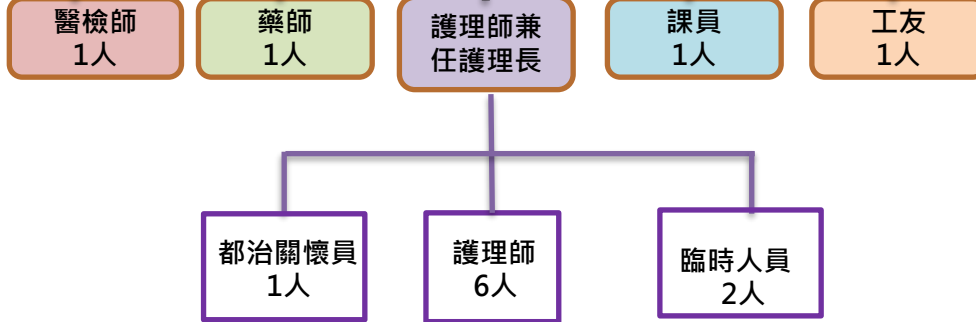 醫檢師
1人
藥師
1人
護理師兼
任護理長
課員
1人
工友
1人
都治關懷員
1人
護理師
6人
臨時人員
2人